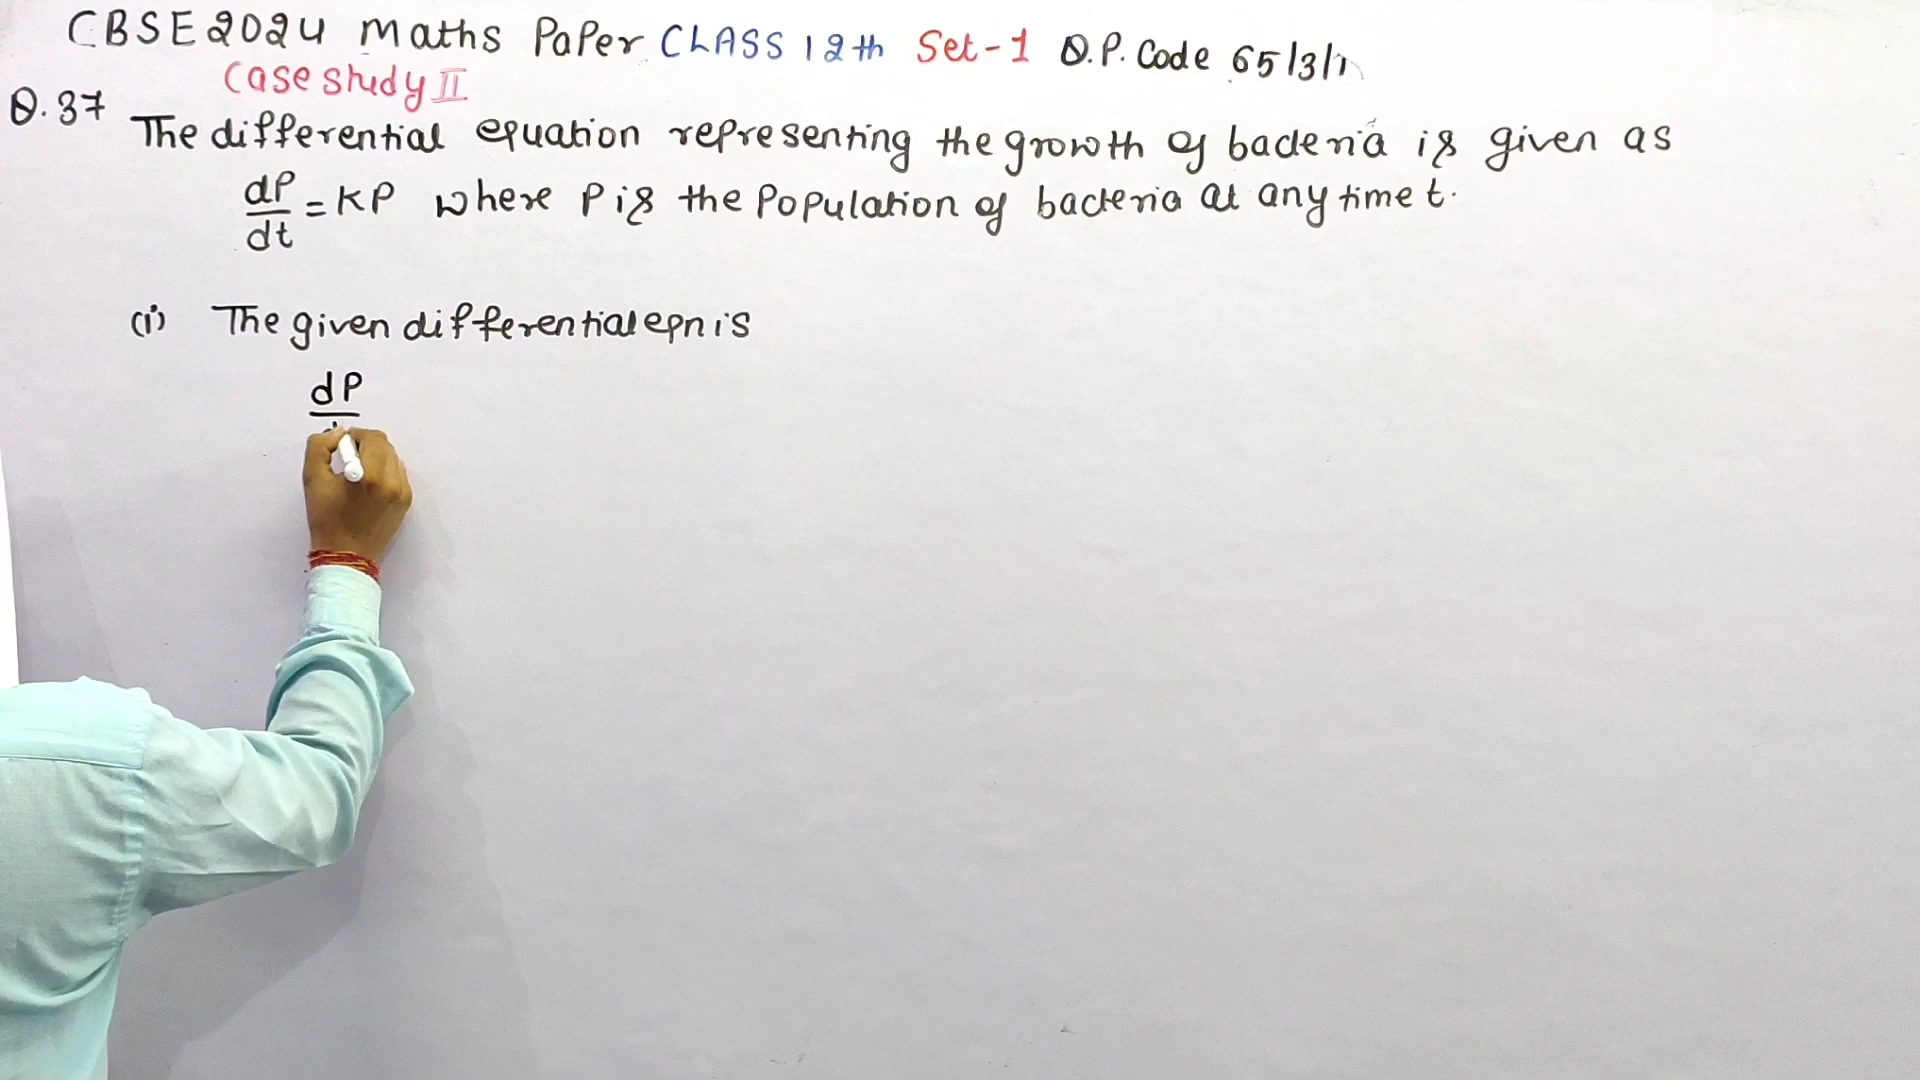 CBSE 2024 Maths Paper CLASS 12th Set-1 Q.P. Code 65/3/1
Case study II
Q.37 The differential equation representing the growth of bacteria is given as
dP/dt = KP where P is the Population of bacteria at any time t.
(i) The given differential eqn is
dP